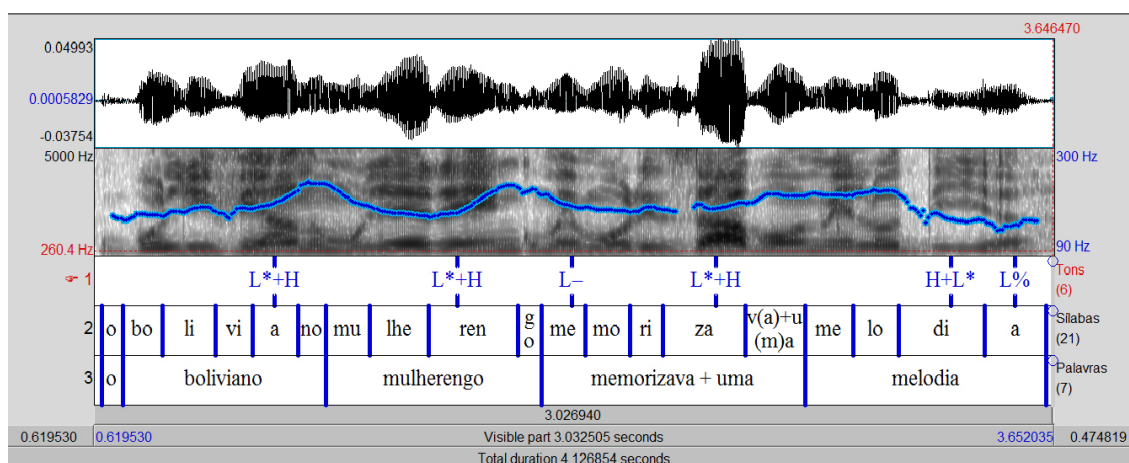 3.646470
0.04993
0.0005829
-0.03754
5000 Hz 300 Hz
260.4 Hz 90 Hz
1 L*+H L*+H L– L*+H H+L* L% Tons (6)
2 o bo li vi a no mu lhe ren go me mo ri za v(a)+u(m)a me lo di a Sílabas (21)
3 o boliviano mulherengo memorizava + uma melodia Palavras (7)
3.026940
0.619530 0.619530 Visible part 3.032505 seconds 3.652035 0.474819
Total duration 4.126854 seconds